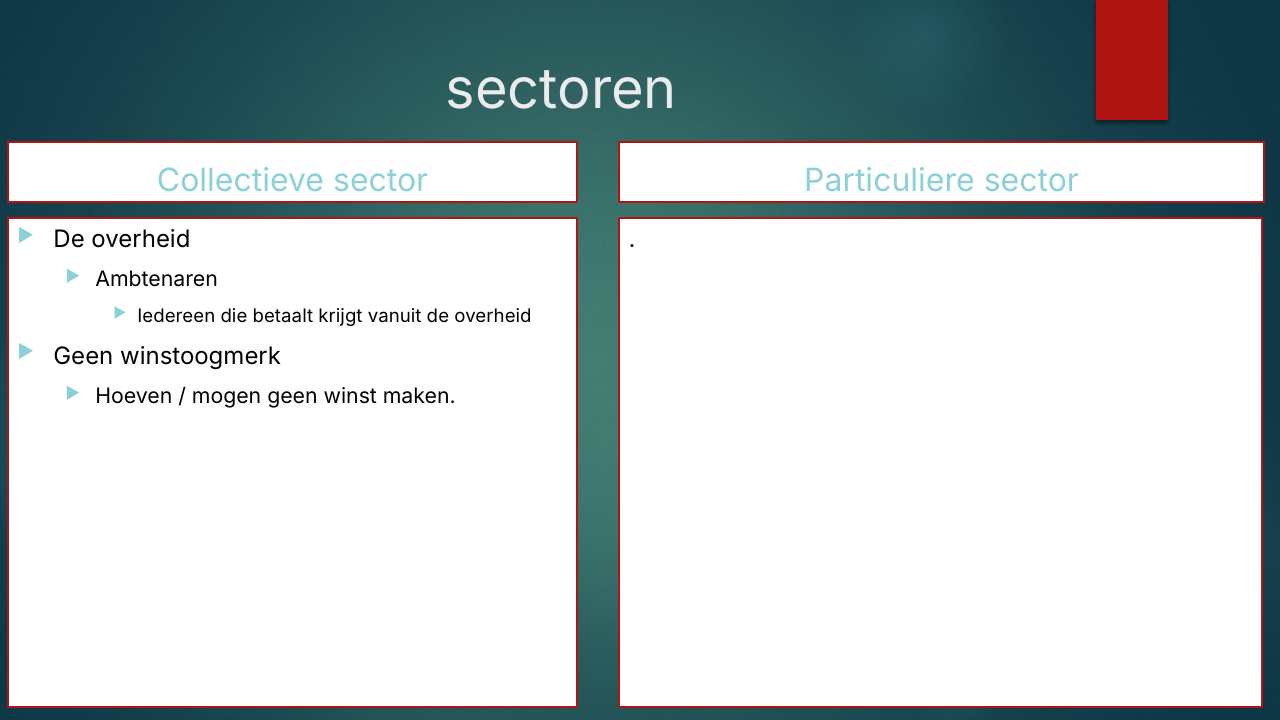 sectoren
Collectieve sector
Particuliere sector
De overheid
Ambtenaren
Iedereen die betaalt krijgt vanuit de overheid
Geen winstoogmerk
Hoeven / mogen geen winst maken.
.